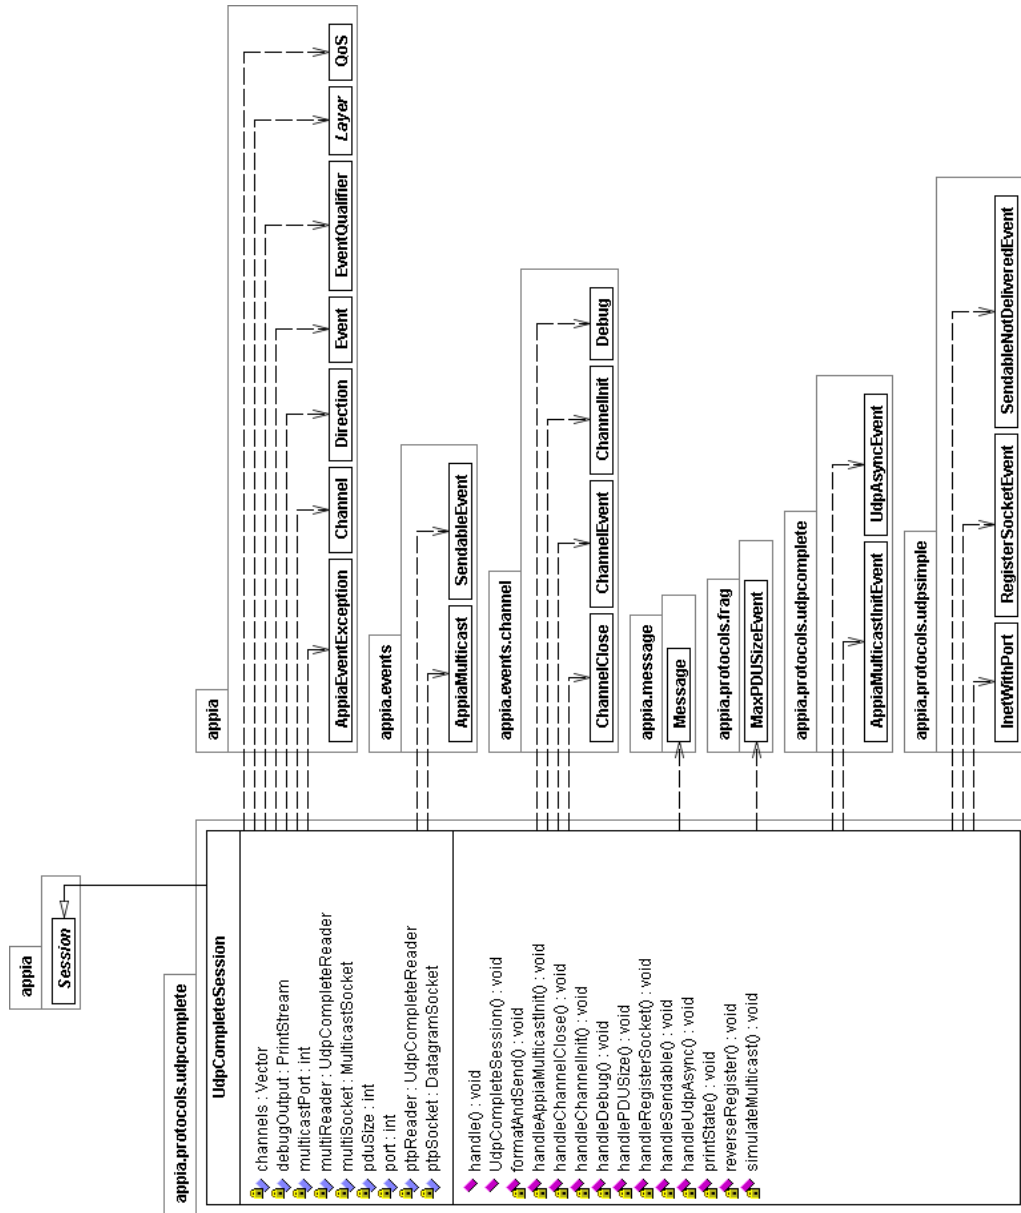 appia
Session
appia.protocols.udpcomplete
UdpCompleteSession
channels : Vector
debugOutput : PrintStream
multicastPort : int
multiReader : UdpCompleteReader
multiSocket : MulticastSocket
pduSize : int
port : int
ptpReader : UdpCompleteReader
ptpSocket : DatagramSocket
handle() : void
UdpCompleteSession() : void
formatAndSend() : void
handleAppiaMulticastInit() : void
handleChannelClose() : void
handleChannelInit() : void
handleDebug() : void
handlePDUSize() : void
handleRegisterSocket() : void
handleSendable() : void
handleUdpAsync() : void
printState() : void
reverseRegister() : void
simulateMulticast() : void
appia
AppiaEventException
Channel
Direction
Event
EventQualifier
Layer
QoS
appia.events
AppiaMulticast
SendableEvent
appia.events.channel
ChannelClose
ChannelEvent
ChannelInit
Debug
appia.message
Message
appia.protocols.frag
MaxPDUSizeEvent
appia.protocols.udpcomplete
AppiaMulticastInitEvent
UdpAsyncEvent
appia.protocols.udpsimple
InetWithPort
RegisterSocketEvent
SendableNotDeliveredEvent